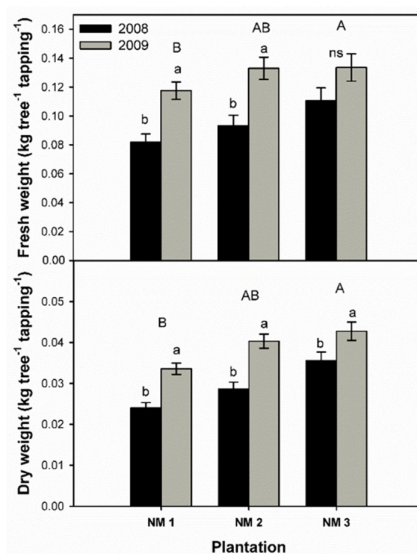 Fresh weight (kg tree⁻¹ tapping⁻¹)
0.16
0.14
0.12
0.10
0.08
0.06
0.04
0.02
0.00
2008
2009
B
AB
A
b
a
b
a
ns
Dry weight (kg tree⁻¹ tapping⁻¹)
0.05
0.04
0.03
0.02
0.01
0.00
B
AB
A
b
a
b
a
b
a
NM 1
NM 2
NM 3
Plantation